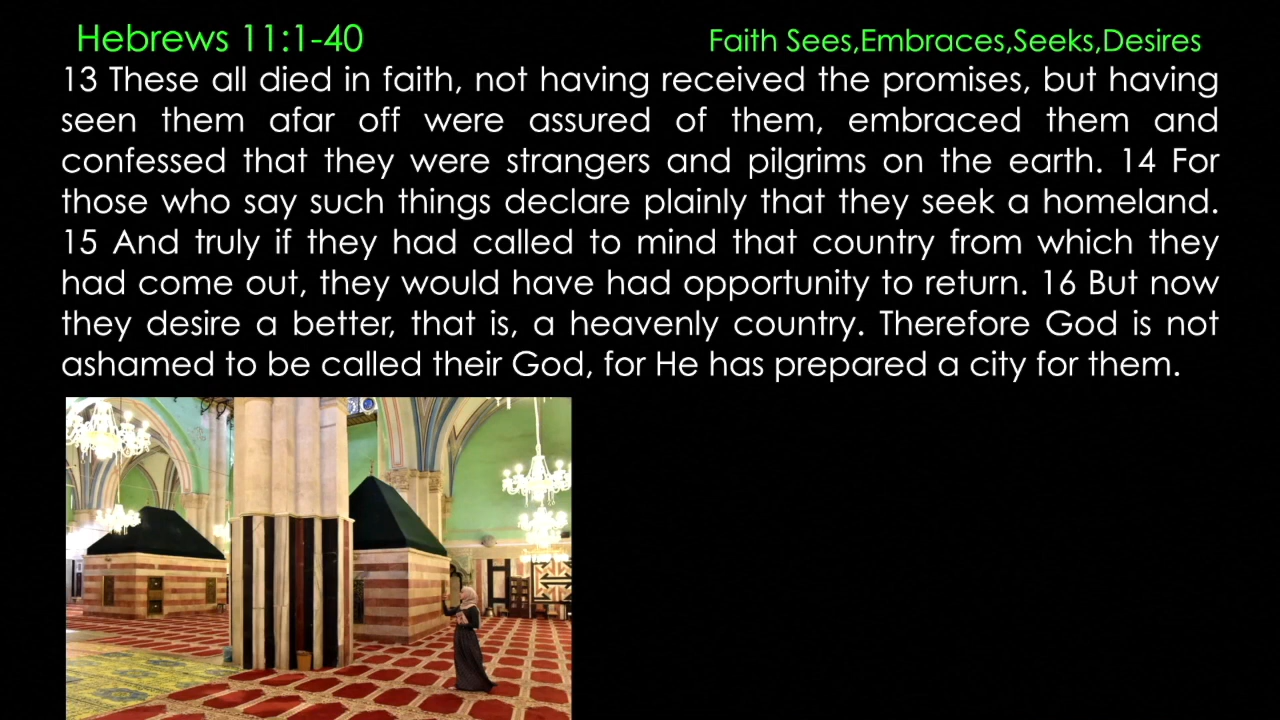 Hebrews 11:1-40 Faith Sees,Embraces,Seeks,Desires
13 These all died in faith, not having received the promises, but having
seen them afar off were assured of them, embraced them and
confessed that they were strangers and pilgrims on the earth. 14 For
those who say such things declare plainly that they seek a homeland.
15 And truly if they had called to mind that country from which they
had come out, they would have had opportunity to return. 16 But now
they desire a better, that is, a heavenly country. Therefore God is not
ashamed to be called their God, for He has prepared a city for them.